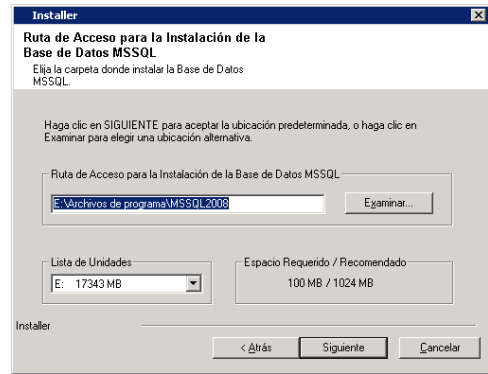 Installer
Ruta de Acceso para la Instalación de la
Base de Datos MSSQL
Elija la carpeta donde instalar la Base de Datos
MSSQL.
Haga clic en SIGUIENTE para aceptar la ubicación predeterminada, o haga clic en
Examinar para elegir una ubicación alternativa.
Ruta de Acceso para la Instalación de la Base de Datos MSSQL
E:\Archivos de programa\MSSQL2008
Examinar...
Lista de Unidades
E: 17343 MB
Espacio Requerido / Recomendado
100 MB / 1024 MB
Installer
< Atrás
Siguiente
Cancelar